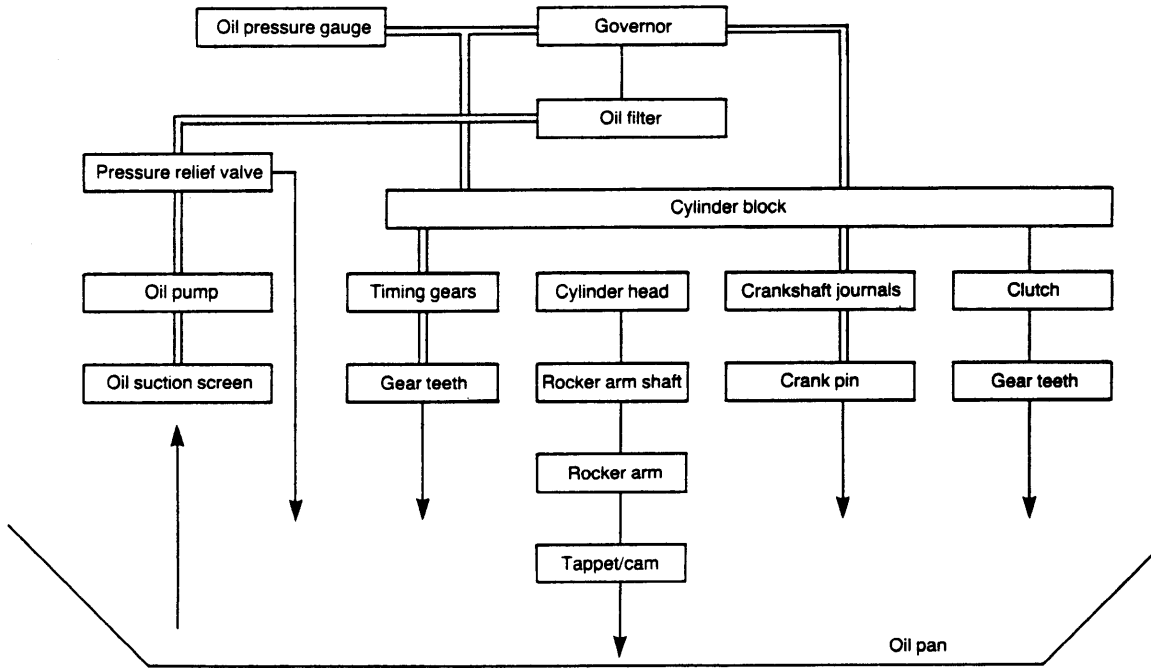 Oil pressure gauge
Governor
Oil filter
Pressure relief valve
Cylinder block
Oil pump
Timing gears
Cylinder head
Crankshaft journals
Clutch
Oil suction screen
Gear teeth
Rocker arm shaft
Crank pin
Gear teeth
Rocker arm
Tappet/cam
Oil pan